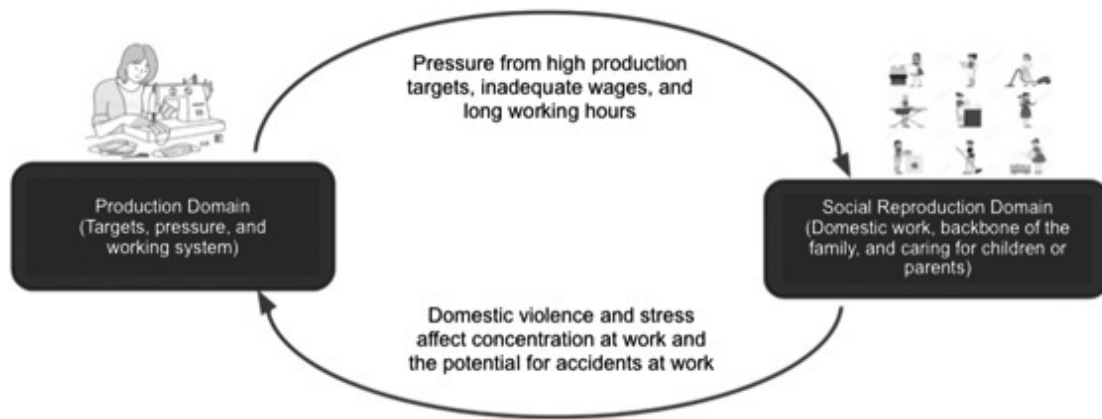 Pressure from high production
targets, inadequate wages, and
long working hours
Production Domain
(Targets, pressure, and
working system)
Social Reproduction Domain
(Domestic work, backbone of the
family, and caring for children or
parents)
Domestic violence and stress
affect concentration at work and
the potential for accidents at work